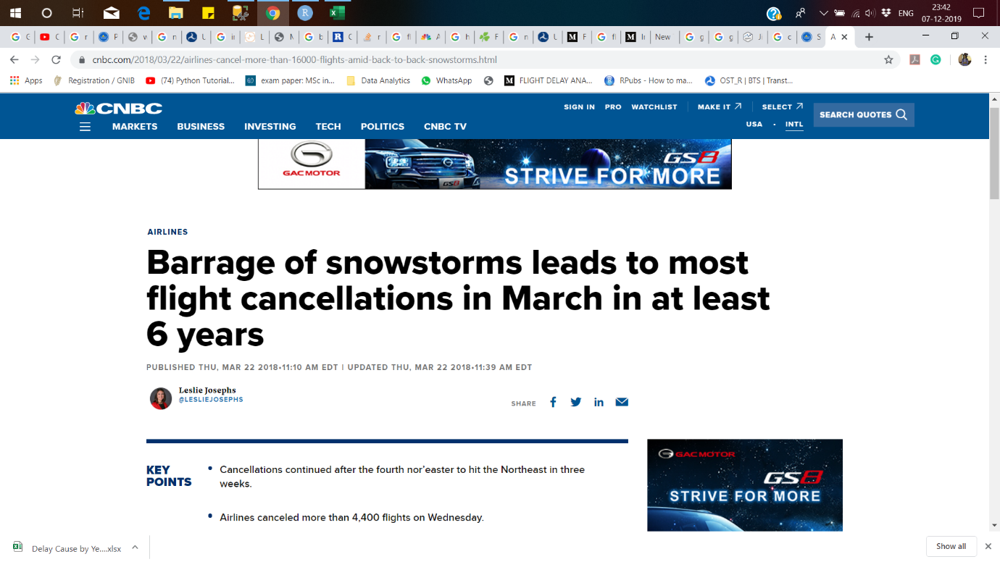 ENG
23:42
07-12-2019
New
cnbc.com/2018/03/22/airlines-cancel-more-than-16000-flights-amid-back-to-back-snowstorms.html
Apps
Registration / GNIB
(74) Python Tutorial...
exam paper: MSc in...
Data Analytics
WhatsApp
FLIGHT DELAY ANA...
RPubs - How to ma...
OST_R | BTS | Transt...
CNBC
SIGN IN PRO WATCHLIST MAKE IT SELECT
SEARCH QUOTES
USA · INTL
MARKETS BUSINESS INVESTING TECH POLITICS CNBC TV
GAC MOTOR
GS8
STRIVE FOR MORE
AIRLINES
Barrage of snowstorms leads to most
flight cancellations in March in at least
6 years
PUBLISHED THU, MAR 22 2018•11:10 AM EDT | UPDATED THU, MAR 22 2018•11:39 AM EDT
Leslie Josephs
@LESLIEJOSEPHS
SHARE
KEY
POINTS
• Cancellations continued after the fourth nor’easter to hit the Northeast in three
weeks.
• Airlines canceled more than 4,400 flights on Wednesday.
GAC MOTOR
GS8
STRIVE FOR MORE
Delay Cause by Ye....xlsx
Show all